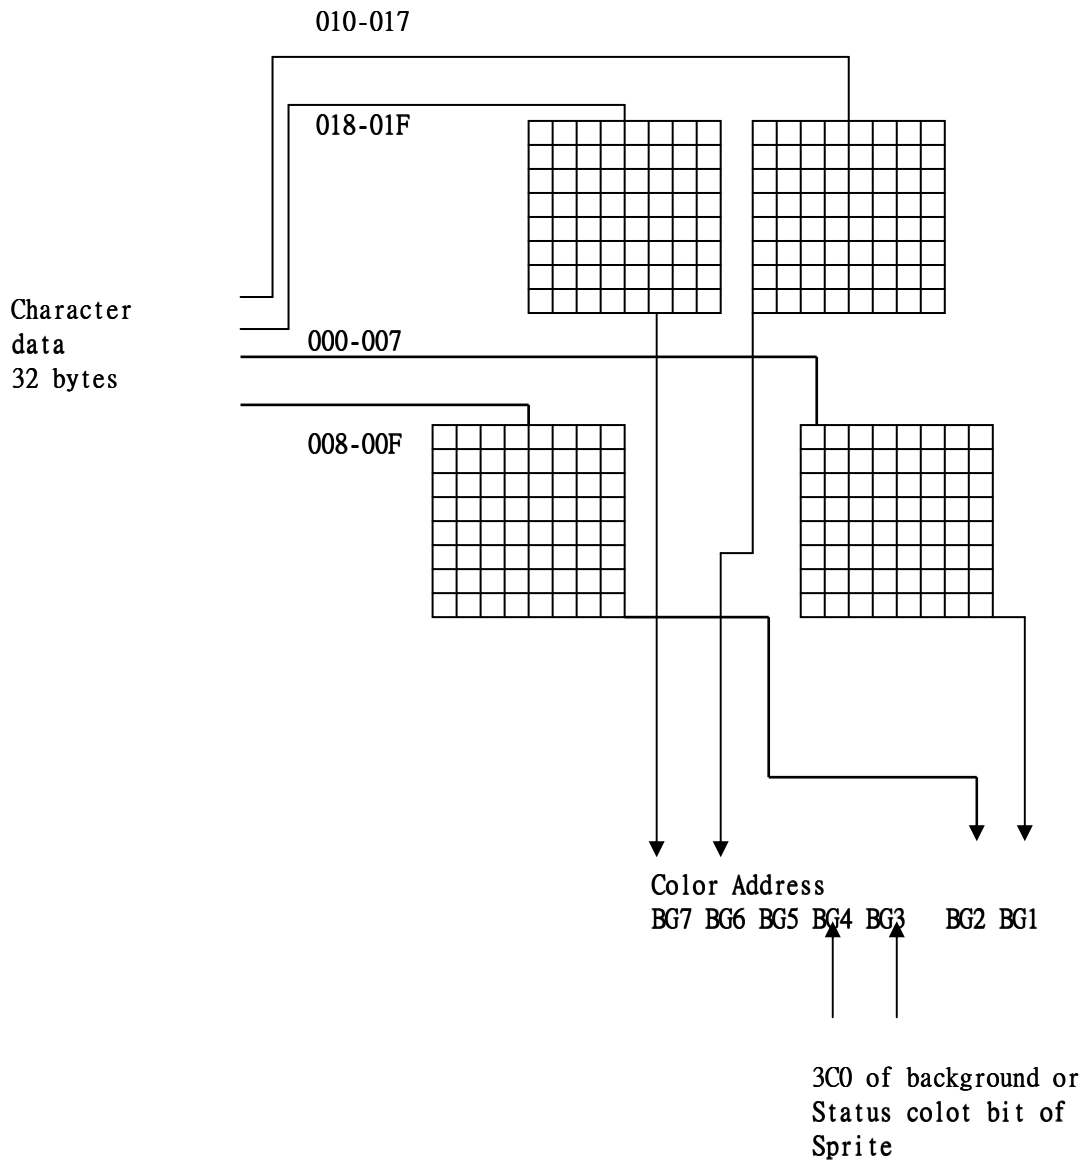 010-017
018-01F
Character
data
32 bytes
000-007
008-00F
Color Address
BG7 BG6 BG5 BG4 BG3 BG2 BG1
3C0 of background or
Status colot bit of
Sprite